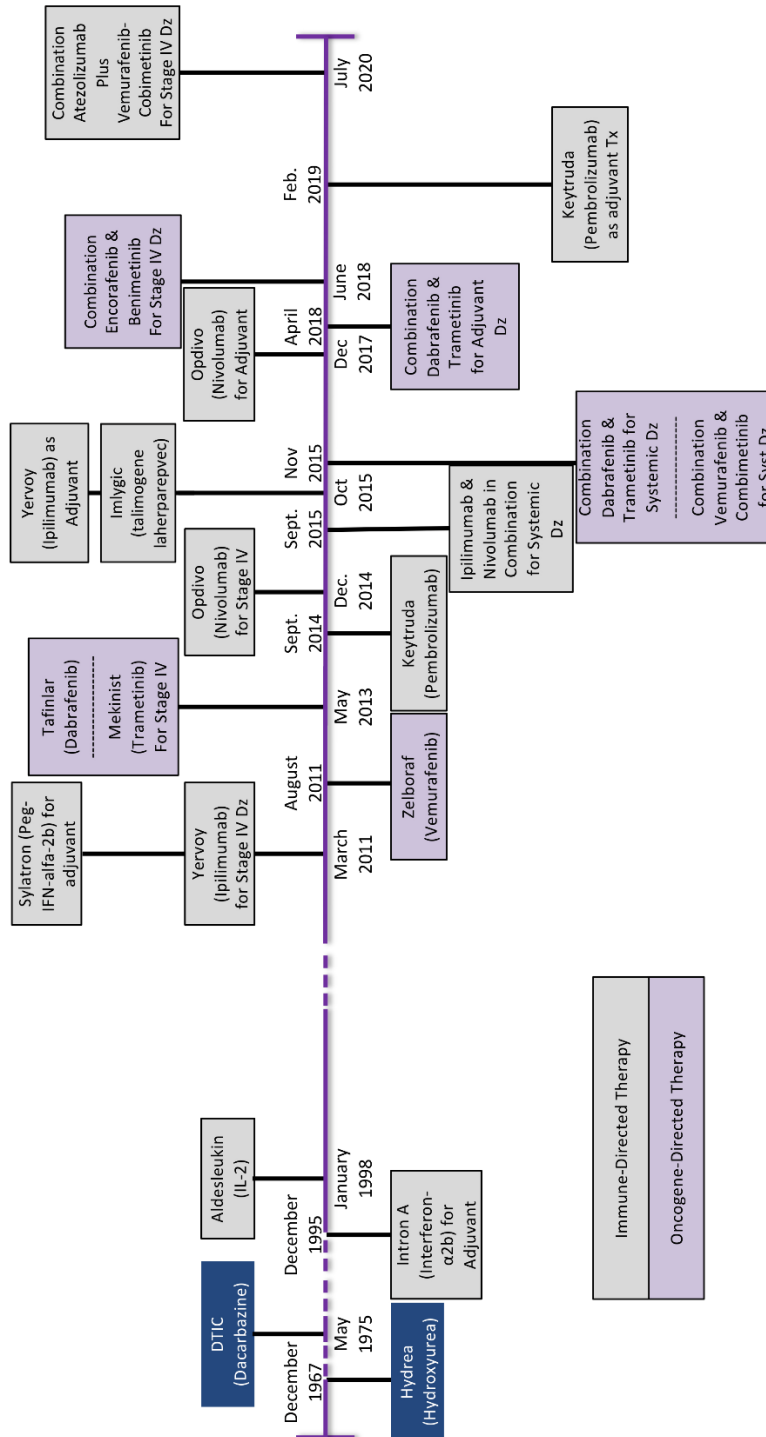 Hydrea
(Hydroxyurea)
December
1967
DTIC
(Dacarbazine)
May
1975
Intron A
(Interferon-
α2b) for
Adjuvant
December
1995
Aldesleukin
(IL-2)
January
1998
Sylatron (Peg-
IFN-alfa-2b) for
adjuvant
Yervoy
(Ipilimumab)
for Stage IV Dz
March
2011
August
2011
Zelboraf
(Vemurafenib)
Tafinlar
(Dabrafenib)
Mekinist
(Trametinib)
For Stage IV
May
2013
Sept.
2014
Keytruda
(Pembrolizumab)
Opdivo
(Nivolumab)
for Stage IV
Dec.
2014
Sept.
2015
Ipilimumab &
Nivolumab in
Combination
for Systemic
Dz
Yervoy
(Ipilimumab) as
Adjuvant
Imlygic
(talimogene
laherparepvec)
Oct
2015
Nov
2015
Combination
Dabrafenib &
Trametinib for
Systemic Dz
Combination
Vemurafenib &
Combimetinib
for Syst Dz
Opdivo
(Nivolumab)
for Adjuvant
Dec
2017
April
2018
Combination
Dabrafenib &
Trametinib
for Adjuvant
Dz
Combination
Encorafenib &
Benimetinib
For Stage IV Dz
June
2018
Feb.
2019
Keytruda
(Pembrolizumab)
as adjuvant Tx
Combination
Atezolizumab
Plus
Vemurafenib-
Cobimetinib
For Stage IV Dz
July
2020
Immune-Directed Therapy
Oncogene-Directed Therapy